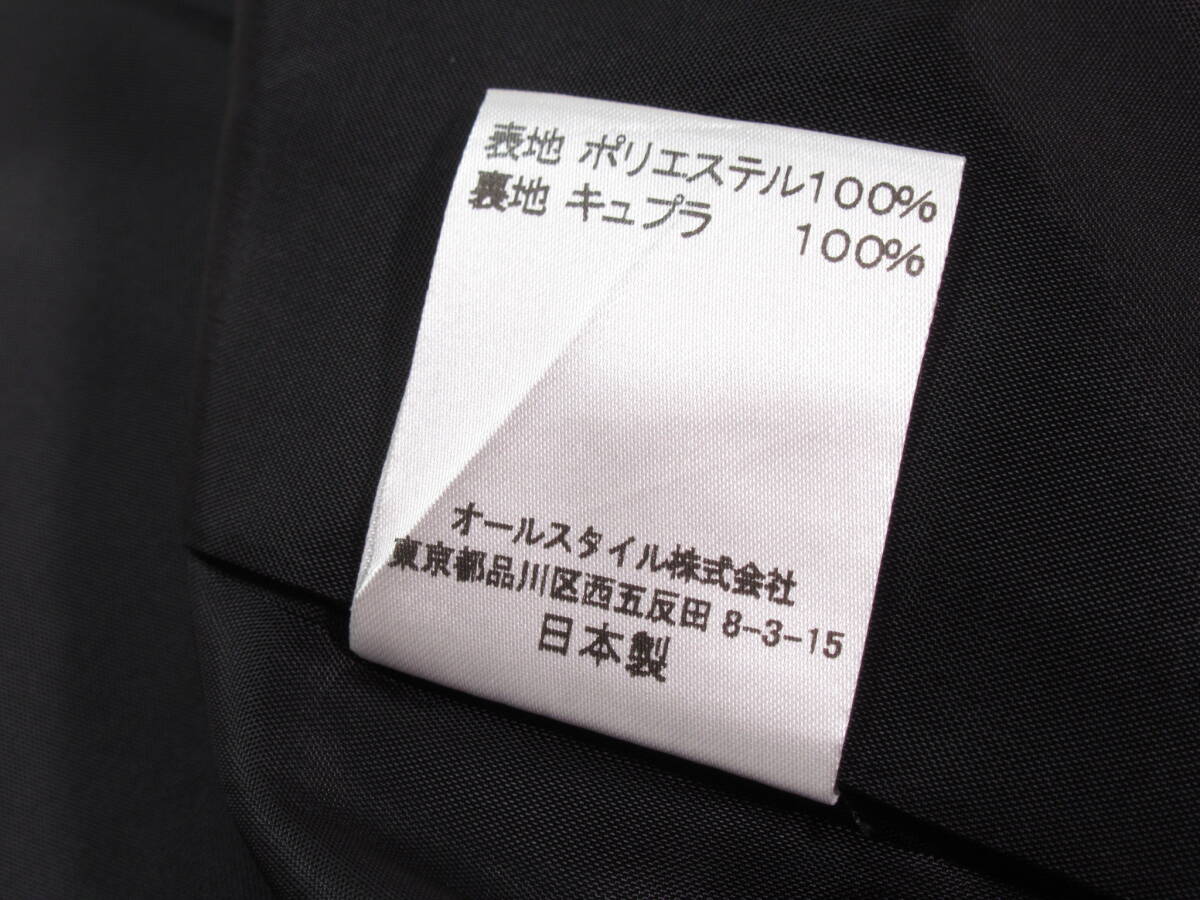 表地 ポリエステル100%
裏地 キュプラ 100%
オールスタイル株式会社
東京都品川区西五反田 8-3-15
日本製